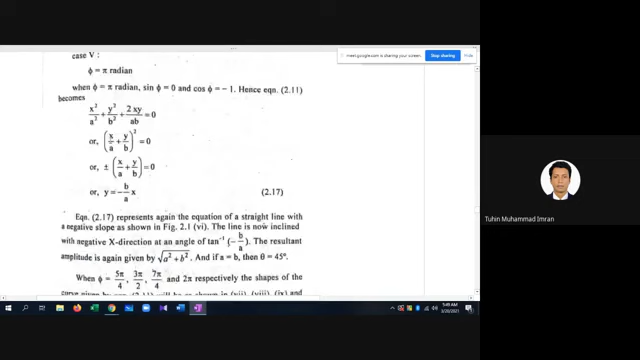 case V :
meet.google.com is sharing your screen.
Stop sharing
Hide
ϕ = π radian
when ϕ = π radian, sin ϕ = 0 and cos ϕ = − 1. Hence eqn. (2.11)
becomes
x²/a² + y²/b² + 2xy/ab = 0
or, (x/a + y/b)² = 0
or, ± (x/a + y/b) = 0
or, y = − b/a x (2.17)
Eqn. (2.17) represents again the equation of a straight line with
a negative slope as shown in Fig. 2.1 (vi). The line is now inclined
with negative X-direction at an angle of tan⁻¹ (− b/a). The resultant
amplitude is again given by √a² + b². And if a = b, then θ = 45°.
When ϕ = 5π/4, 3π/2, 7π/4 and 2π respectively the shapes of the
Tuhin Muhammad Imran
5:49 AM
3/28/2021